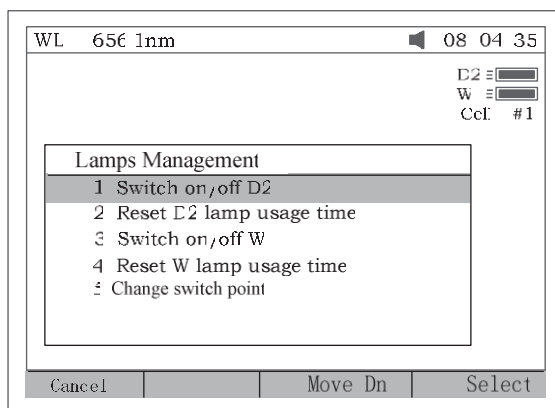 WL 656 1nm 08 04 35
D2
W
Cell #1
Lamps Management
1 Switch on/off D2
2 Reset D2 lamp usage time
3 Switch on/off W
4 Reset W lamp usage time
5 Change switch point
Cancel Move Dn Select